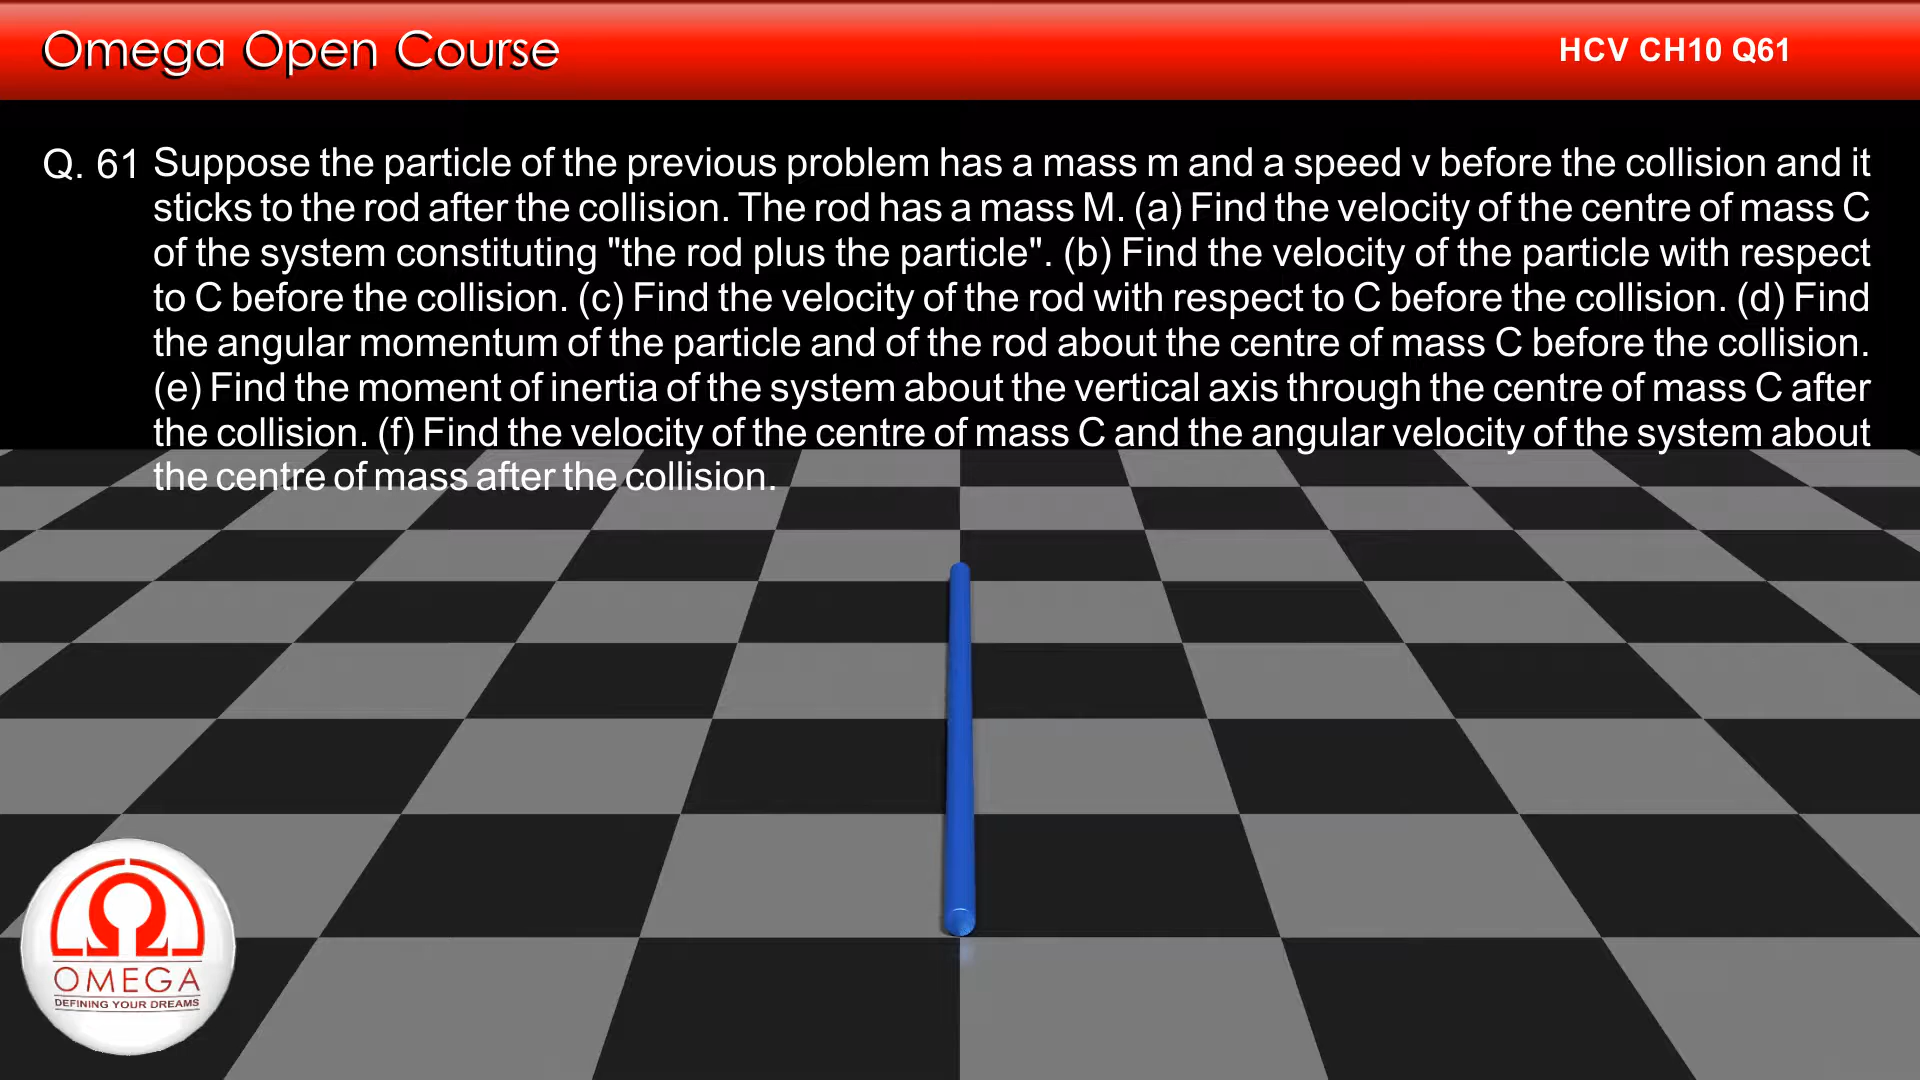 Omega Open Course
HCV CH10 Q61
Q. 61 Suppose the particle of the previous problem has a mass m and a speed v before the collision and it
sticks to the rod after the collision. The rod has a mass M. (a) Find the velocity of the centre of mass C
of the system constituting "the rod plus the particle". (b) Find the velocity of the particle with respect
to C before the collision. (c) Find the velocity of the rod with respect to C before the collision. (d) Find
the angular momentum of the particle and of the rod about the centre of mass C before the collision.
(e) Find the moment of inertia of the system about the vertical axis through the centre of mass C after
the collision. (f) Find the velocity of the centre of mass C and the angular velocity of the system about
the centre of mass after the collision.
OMEGA
DEFINING YOUR DREAMS